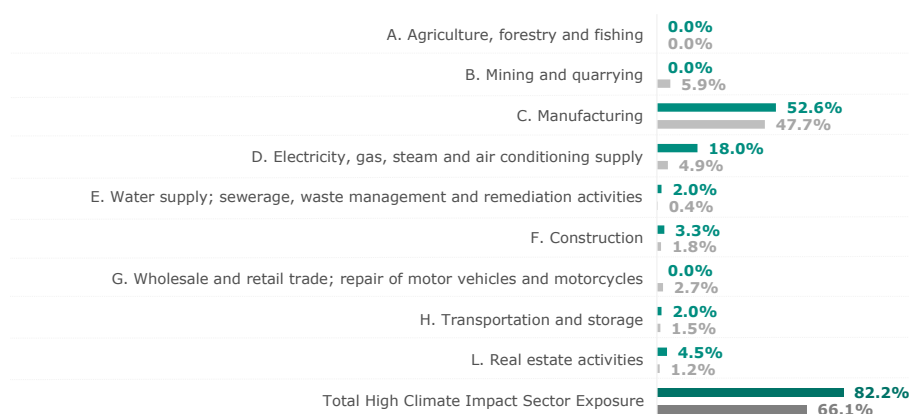 A. Agriculture, forestry and fishing
0.0%
0.0%
B. Mining and quarrying
0.0%
5.9%
C. Manufacturing
52.6%
47.7%
D. Electricity, gas, steam and air conditioning supply
18.0%
4.9%
E. Water supply; sewerage, waste management and remediation activities
2.0%
0.4%
F. Construction
3.3%
1.8%
G. Wholesale and retail trade; repair of motor vehicles and motorcycles
0.0%
2.7%
H. Transportation and storage
2.0%
1.5%
L. Real estate activities
4.5%
1.2%
Total High Climate Impact Sector Exposure
82.2%
66.1%